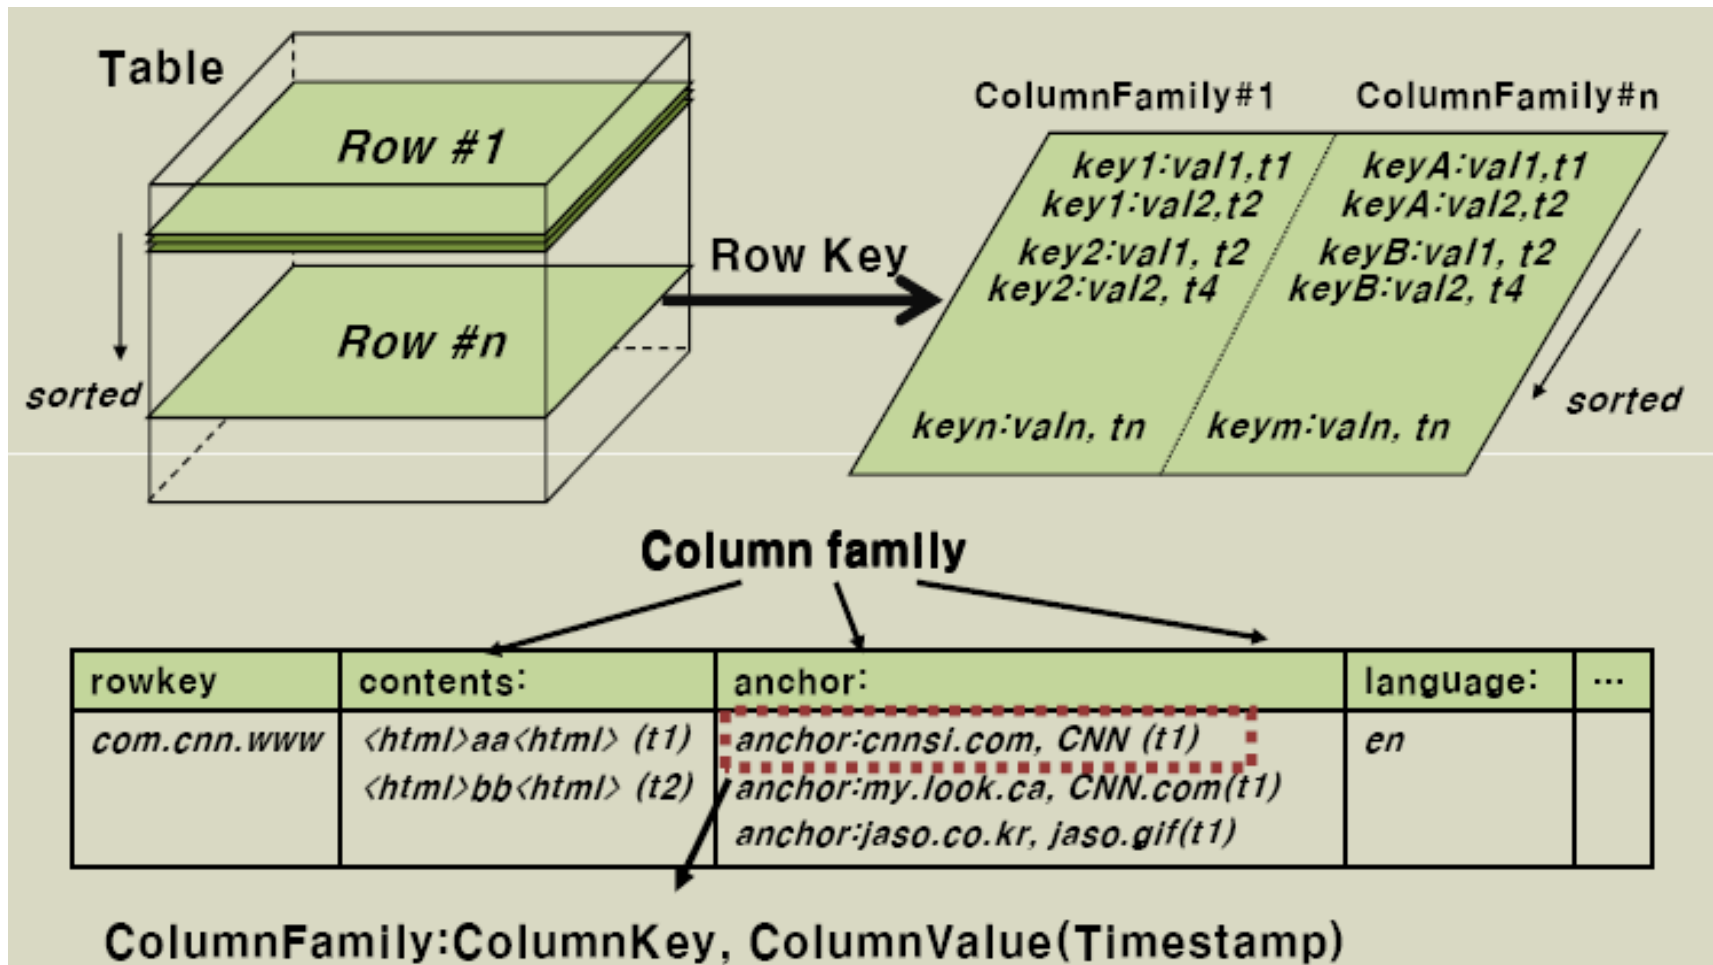 Table
Row #1
Row #n
sorted
Row Key
ColumnFamily#1 ColumnFamily#n
key1:val1,t1 keyA:val1,t1
key1:val2,t2 keyA:val2,t2
key2:val1, t2 keyB:val1, t2
key2:val2, t4 keyB:val2, t4
keyn:valn, tn keym:valn, tn
sorted
Column family
rowkey contents: anchor: language: ...
com.cnn.www <html>aa<html> (t1) anchor:cnnsi.com, CNN (t1) en
<html>bb<html> (t2) anchor:my.look.ca, CNN.com(t1)
anchor:jaso.co.kr, jaso.gif(t1)
ColumnFamily:ColumnKey, ColumnValue(Timestamp)